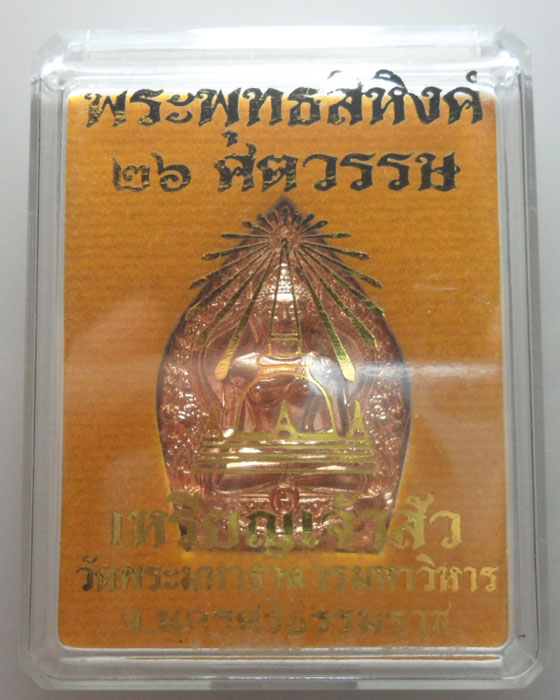 พระพุทธสิหิงค์
๒๖ ศตวรรษ
เหรียญเจ้าสัว
วัดพระมหาธาตุวรมหาวิหาร
จ.นครศรีธรรมราช